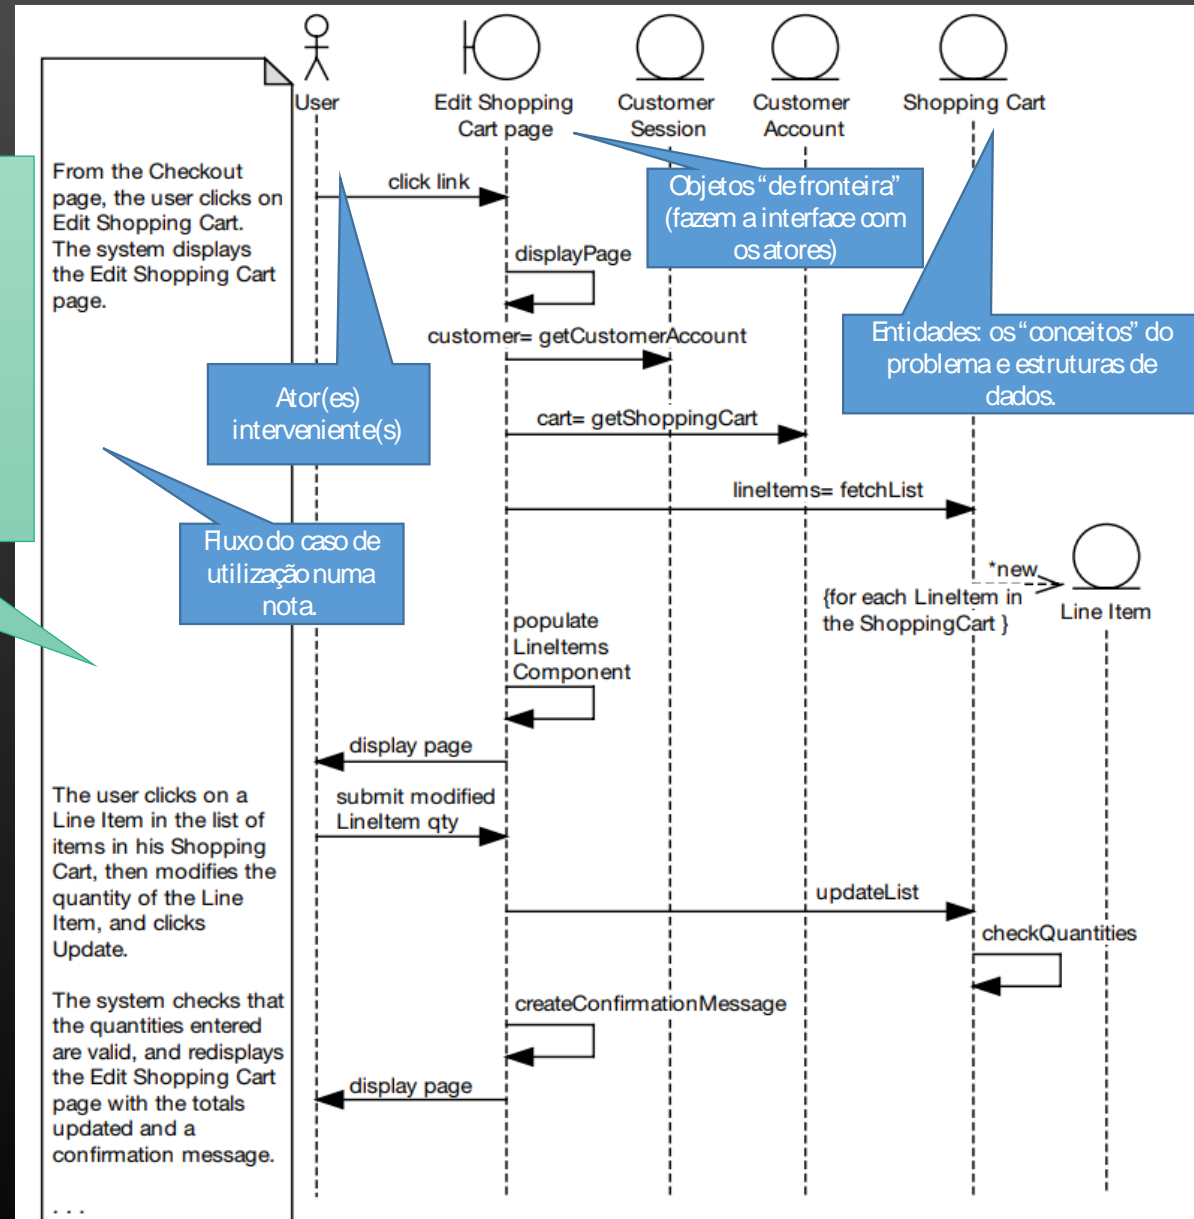 User
Edit Shopping
Cart page
Customer
Session
Customer
Account
Shopping Cart
From the Checkout
page, the user clicks on
Edit Shopping Cart.
The system displays
the Edit Shopping Cart
page.
click link
Objetos “de fronteira”
(fazem a interface com
os atores)
displayPage
customer= getCustomerAccount
Entidades: os “conceitos” do
problema e estruturas de
dados.
Ator(es)
interveniente(s)
cart= getShoppingCart
lineItems= fetchList
Fluxo do caso de
utilização numa
nota.
*new
{for each LineItem in
the ShoppingCart }
Line Item
populate
LineItems
Component
display page
The user clicks on a
Line Item in the list of
items in his Shopping
Cart, then modifies the
quantity of the Line
Item, and clicks
Update.
submit modified
LineItem qty
updateList
checkQuantities
The system checks that
the quantities entered
are valid, and redisplays
the Edit Shopping Cart
page with the totals
updated and a
confirmation message.
createConfirmationMessage
display page
. . .